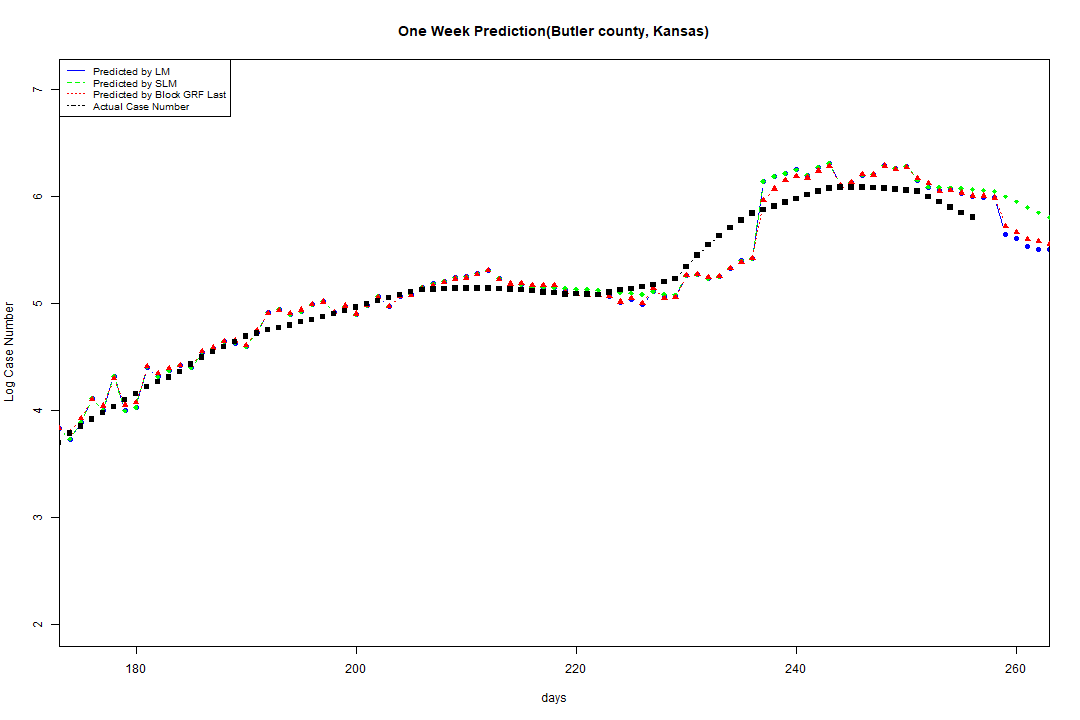 One Week Prediction(Butler county, Kansas)
Predicted by LM
Predicted by SLM
Predicted by Block GRF Last
Actual Case Number
7
6
5
4
3
2
Log Case Number
180 200 220 240 260
days